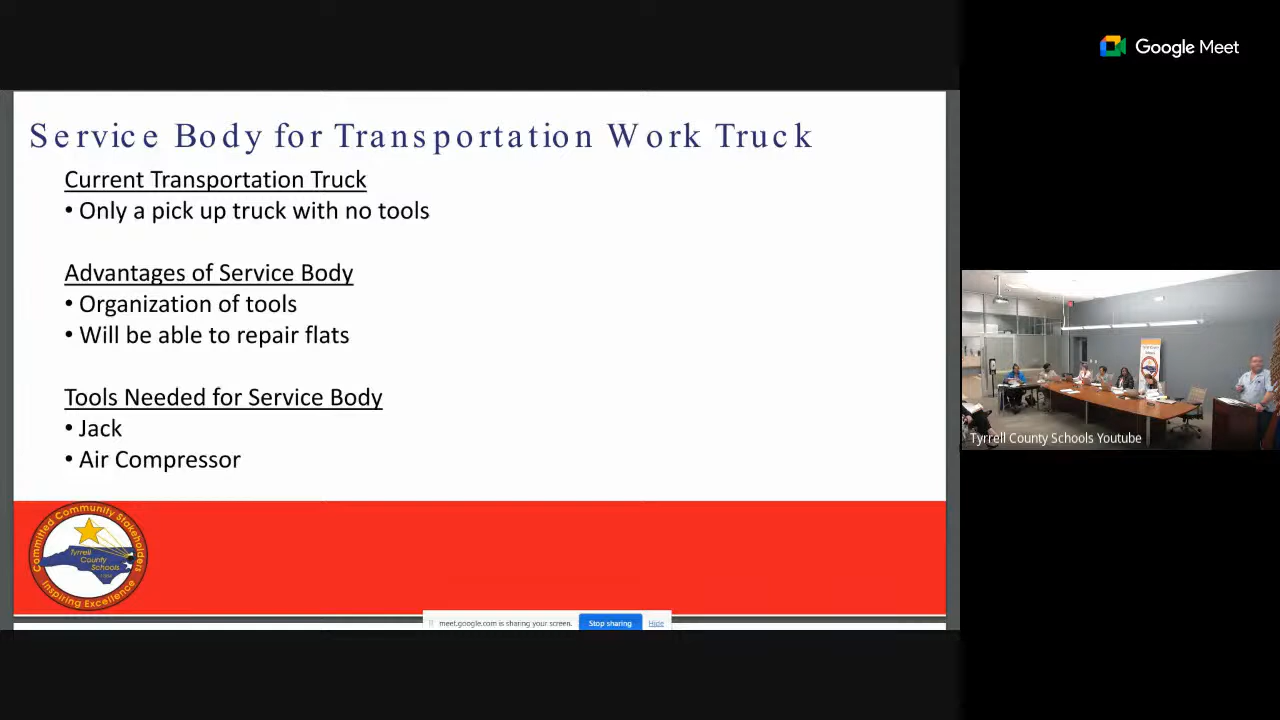 Google Meet
Service Body for Transportation Work Truck
Current Transportation Truck
• Only a pick up truck with no tools
Advantages of Service Body
• Organization of tools
• Will be able to repair flats
Tools Needed for Service Body
• Jack
• Air Compressor
Committed Community Stakeholders
Tyrrell
County
Schools
Inspiring Excellence
meet.google.com is sharing your screen.
Stop sharing
Hide
Tyrrell County Schools Youtube